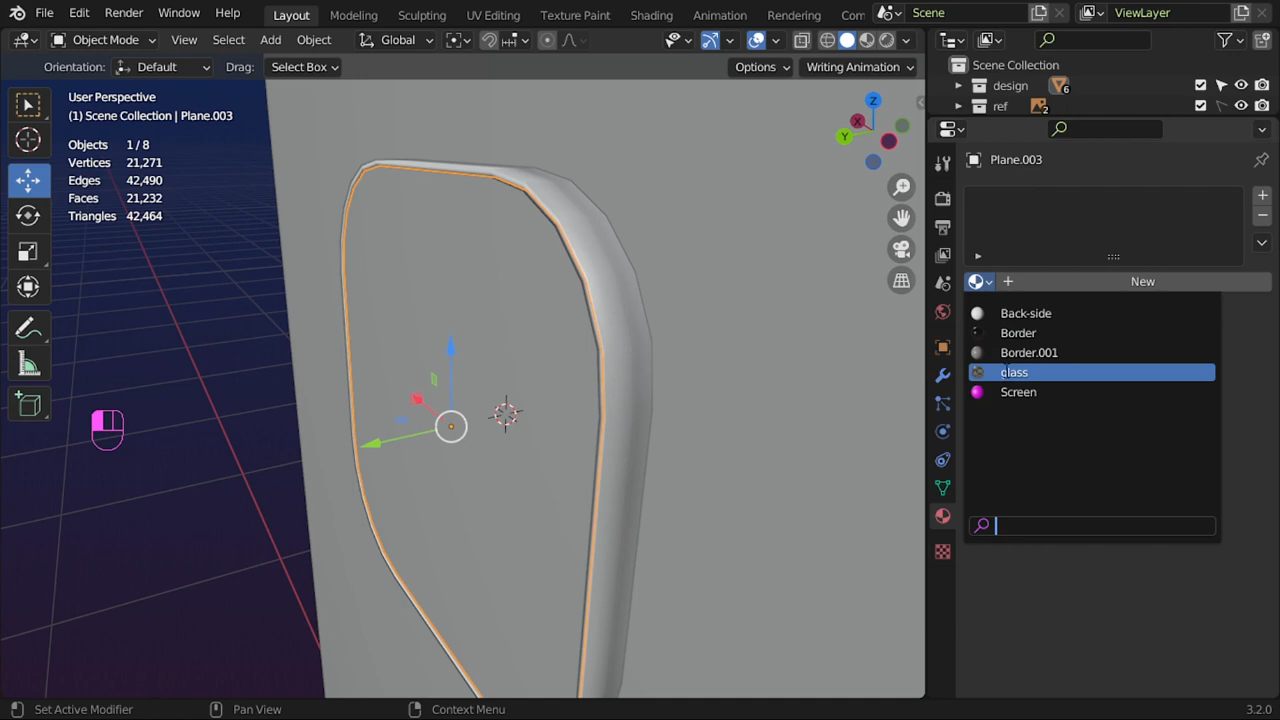 File Edit Render Window Help Layout Modeling Sculpting UV Editing Texture Paint Shading Animation Rendering Scene ViewLayer
Object Mode View Select Add Object Global
Orientation: Default Drag: Select Box Options Writing Animation
Scene Collection
design 6
ref 2
User Perspective
(1) Scene Collection | Plane.003
Objects 1 / 8
Vertices 21,271
Edges 42,490
Faces 21,232
Triangles 42,464
Z
X
Y
Plane.003
New
Back-side
Border
Border.001
glass
Screen
Set Active Modifier Pan View Context Menu 3.2.0